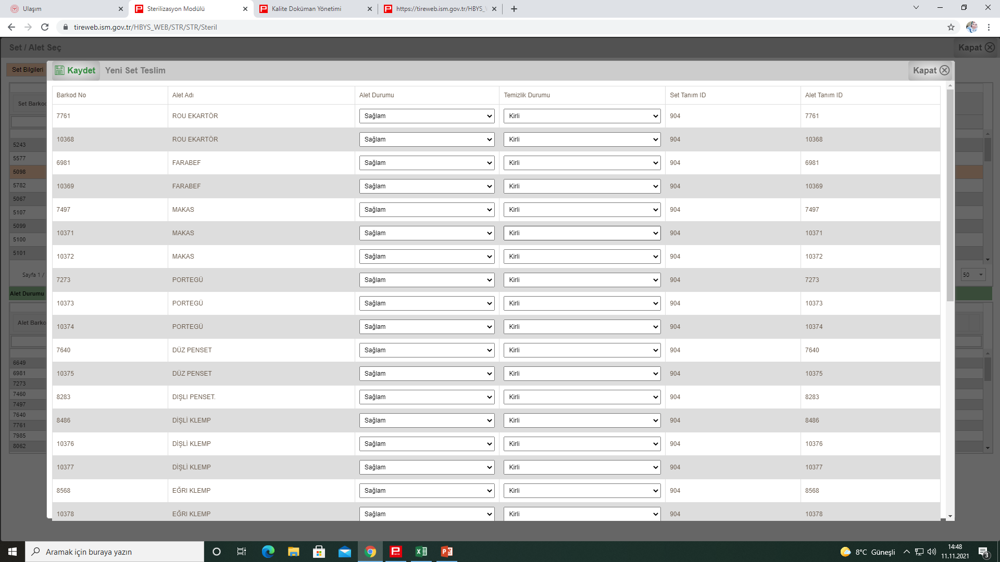 Ulaşım
Sterilizasyon Modülü
Kalite Doküman Yönetimi
https://tireweb.ism.gov.tr/HBYS_
tireweb.ism.gov.tr/HBYS_WEB/STR/STR/Steril
Set / Alet Seç
Kapat
Set Bilgileri
Kaydet
Yeni Set Teslim
Kapat
Barkod No Alet Adı Alet Durumu Temizlik Durumu Set Tanım ID Alet Tanım ID
7761 ROU EKARTÖR Sağlam Kirli 904 7761
10368 ROU EKARTÖR Sağlam Kirli 904 10368
6981 FARABEF Sağlam Kirli 904 6981
10369 FARABEF Sağlam Kirli 904 10369
7497 MAKAS Sağlam Kirli 904 7497
10371 MAKAS Sağlam Kirli 904 10371
10372 MAKAS Sağlam Kirli 904 10372
7273 PORTEGÜ Sağlam Kirli 904 7273
10373 PORTEGÜ Sağlam Kirli 904 10373
10374 PORTEGÜ Sağlam Kirli 904 10374
7640 DÜZ PENSET Sağlam Kirli 904 7640
10375 DÜZ PENSET Sağlam Kirli 904 10375
8283 DIŞLI PENSET. Sağlam Kirli 904 8283
8486 DİŞLİ KLEMP Sağlam Kirli 904 8486
10376 DİŞLİ KLEMP Sağlam Kirli 904 10376
10377 DİŞLİ KLEMP Sağlam Kirli 904 10377
8568 EĞRI KLEMP Sağlam Kirli 904 8568
10378 EĞRI KLEMP Sağlam Kirli 904 10378
Set Barko
5243
5577
5098
5782
5067
5107
5099
5100
5101
Sayfa 1 /
50
Alet Durumu
Alet Barko
6649
6981
7273
7460
7497
7640
7761
7985
8062
Aramak için buraya yazın
8°C Güneşli
14:48
11.11.2021
3